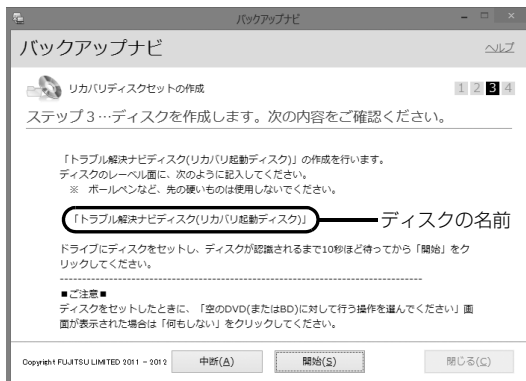 バックアップナビ
バックアップナビ
ヘルプ
リカバリディスクセットの作成
1 2 3 4
ステップ3…ディスクを作成します。次の内容をご確認ください。
「トラブル解決ナビディスク(リカバリ起動ディスク)」の作成を行います。
ディスクのレーベル面に、次のように記入してください。
※ ボールペンなど、先の硬いものは使用しないでください。
「トラブル解決ナビディスク(リカバリ起動ディスク)」
ディスクの名前
ドライブにディスクをセットし、ディスクが認識されるまで10秒ほど待ってから「開始」をク
リックしてください。
■ご注意■
ディスクをセットしたときに、「空のDVD(またはBD)に対して行う操作を選んでください」画
面が表示された場合は「何もしない」をクリックしてください。
Copyright FUJITSU LIMITED 2011 - 2012
中断(A)
開始(S)
閉じる(C)